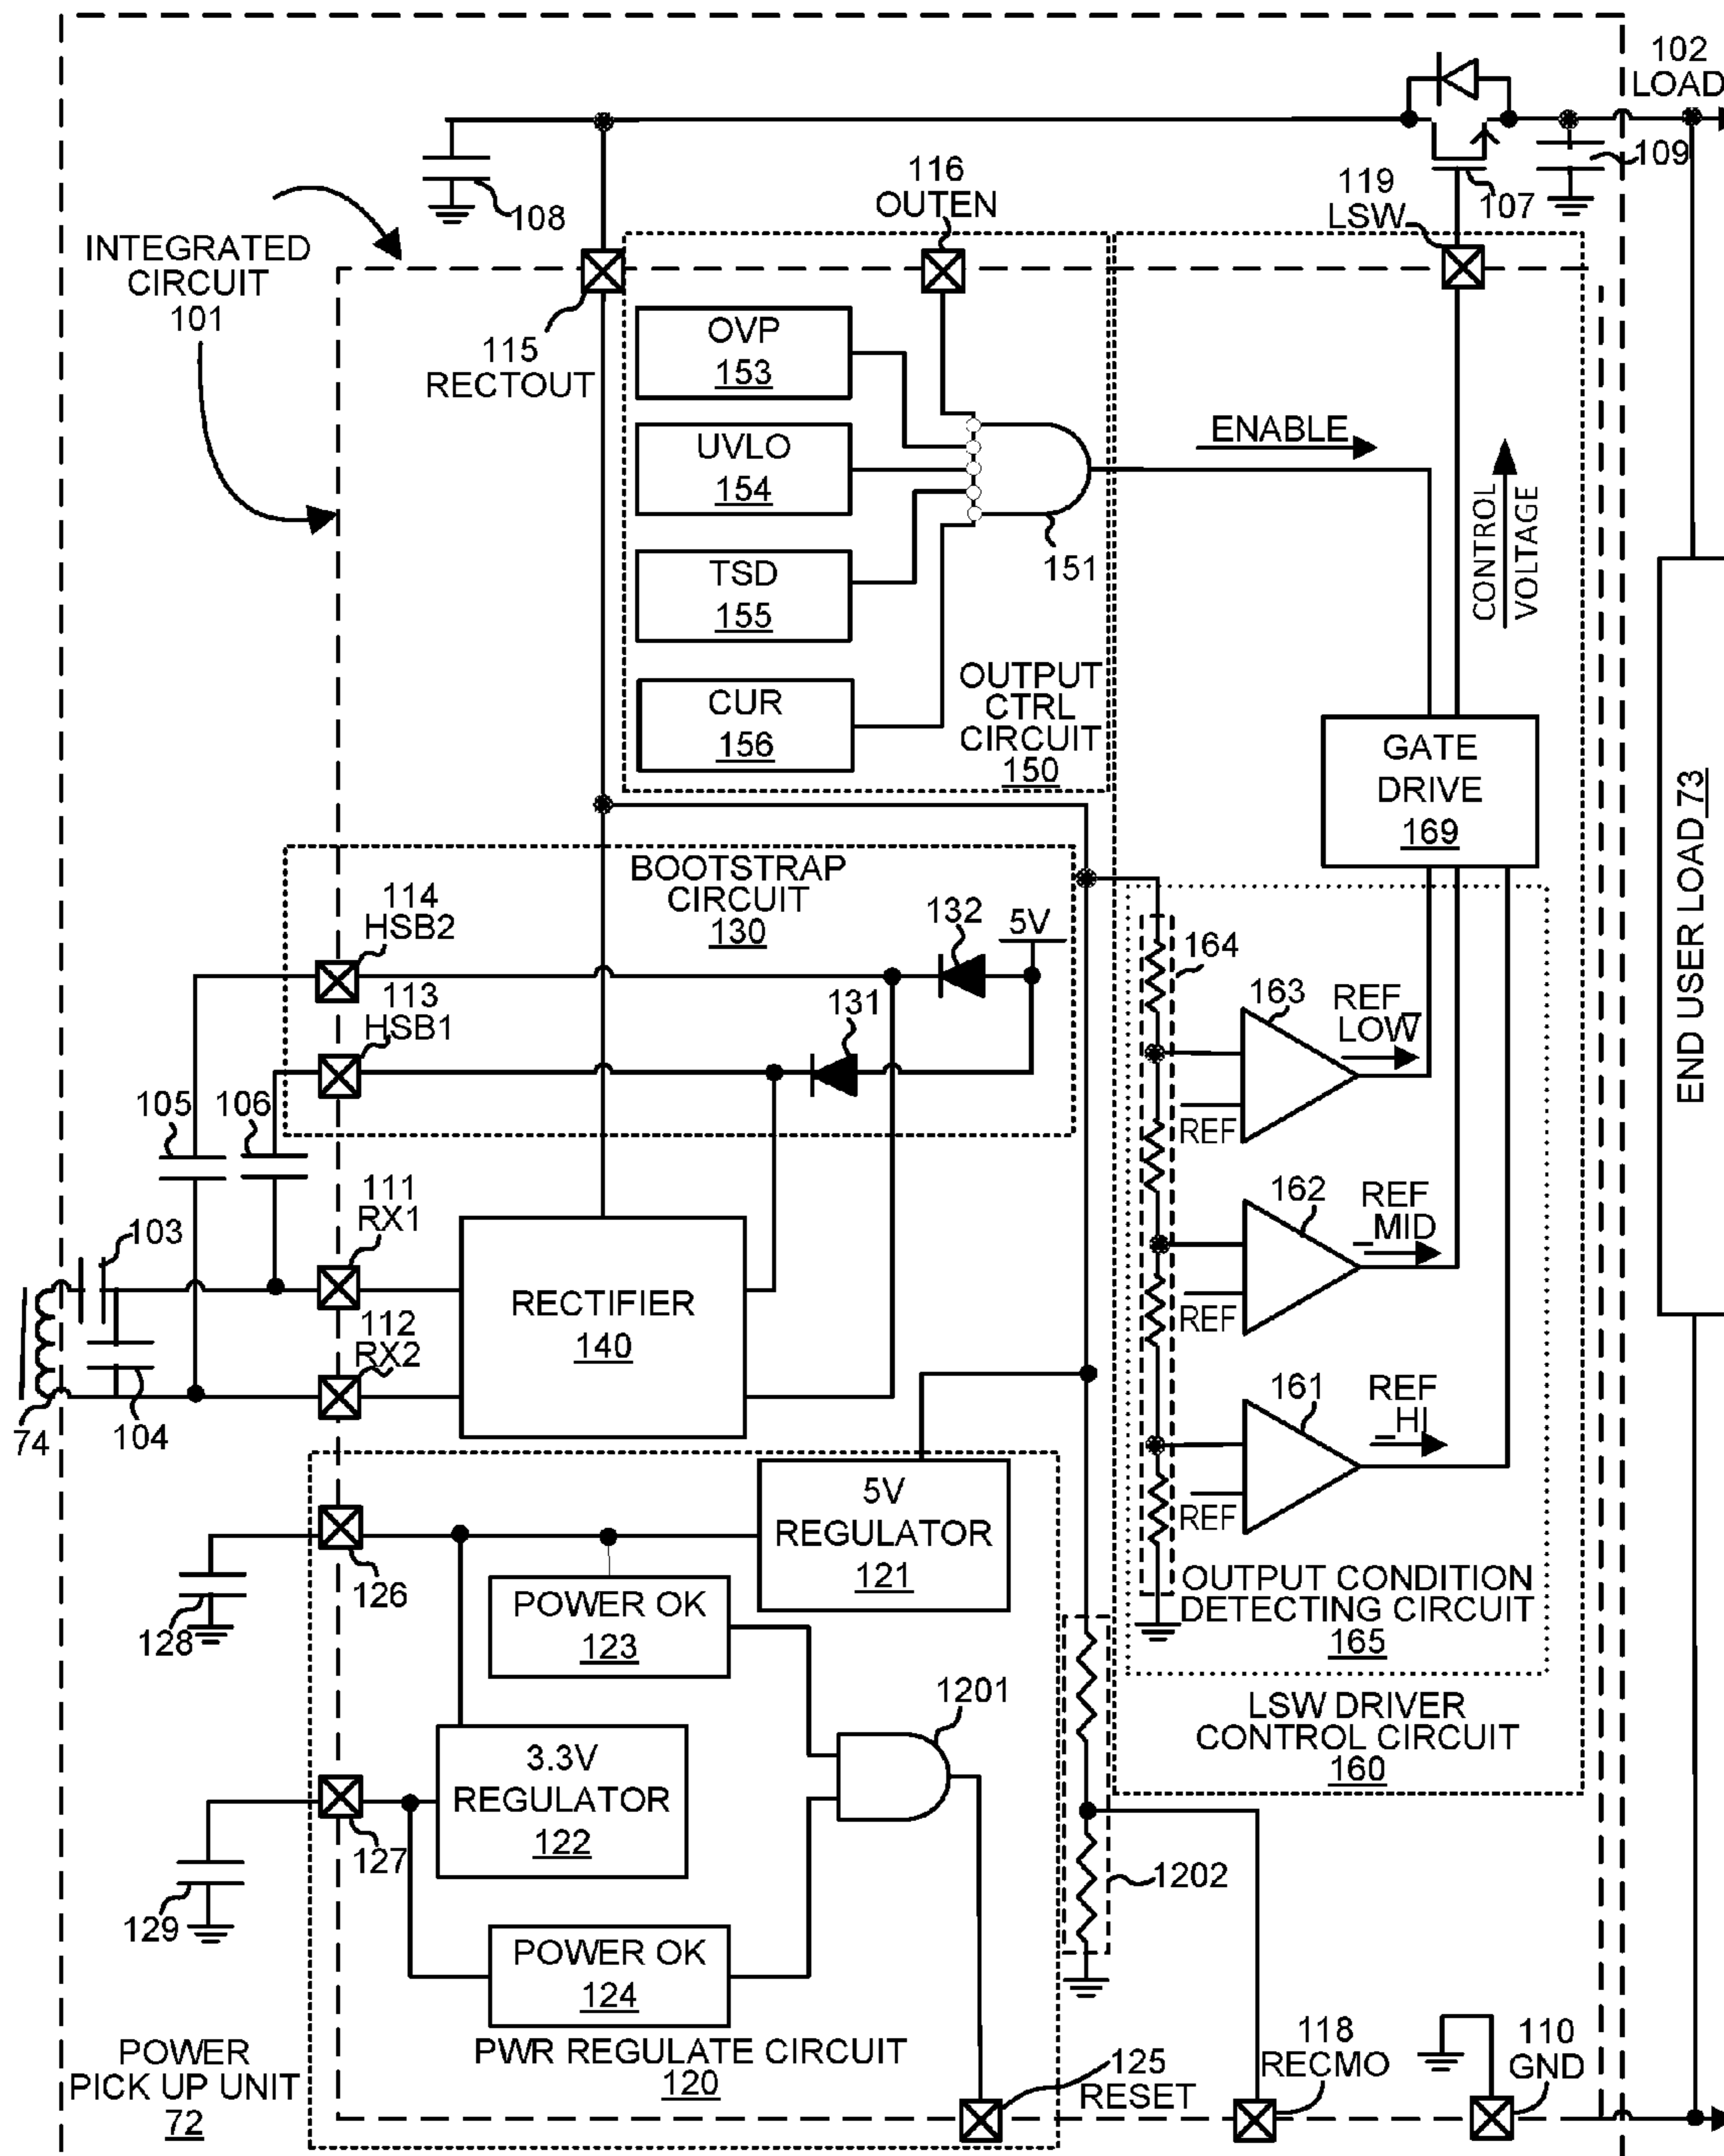 102
LOAD
109
108
116
OUTEN
119
LSW
107
INTEGRATED
CIRCUIT
101
115
RECTOUT
OVP
153
UVLO
154
TSD
155
CUR
156
151
ENABLE
CONTROL
VOLTAGE
OUTPUT
CTRL
CIRCUIT
150
GATE
DRIVE
169
END USER LOAD 73
BOOTSTRAP
CIRCUIT
130
114
HSB2
132
5V
113
HSB1
131
105
106
164
163
REF
LOW
REF
111
RX1
103
162
REF
_MID
REF
RECTIFIER
140
112
RX2
74
104
161
REF
_HI
REF
5V
REGULATOR
121
126
128
POWER OK
123
OUTPUT CONDITION
DETECTING CIRCUIT
165
1201
LSW DRIVER
CONTROL CIRCUIT
160
3.3V
REGULATOR
122
127
129
1202
POWER OK
124
PWR REGULATE CIRCUIT
120
POWER
PICK UP UNIT
72
125
RESET
118
RECMO
110
GND